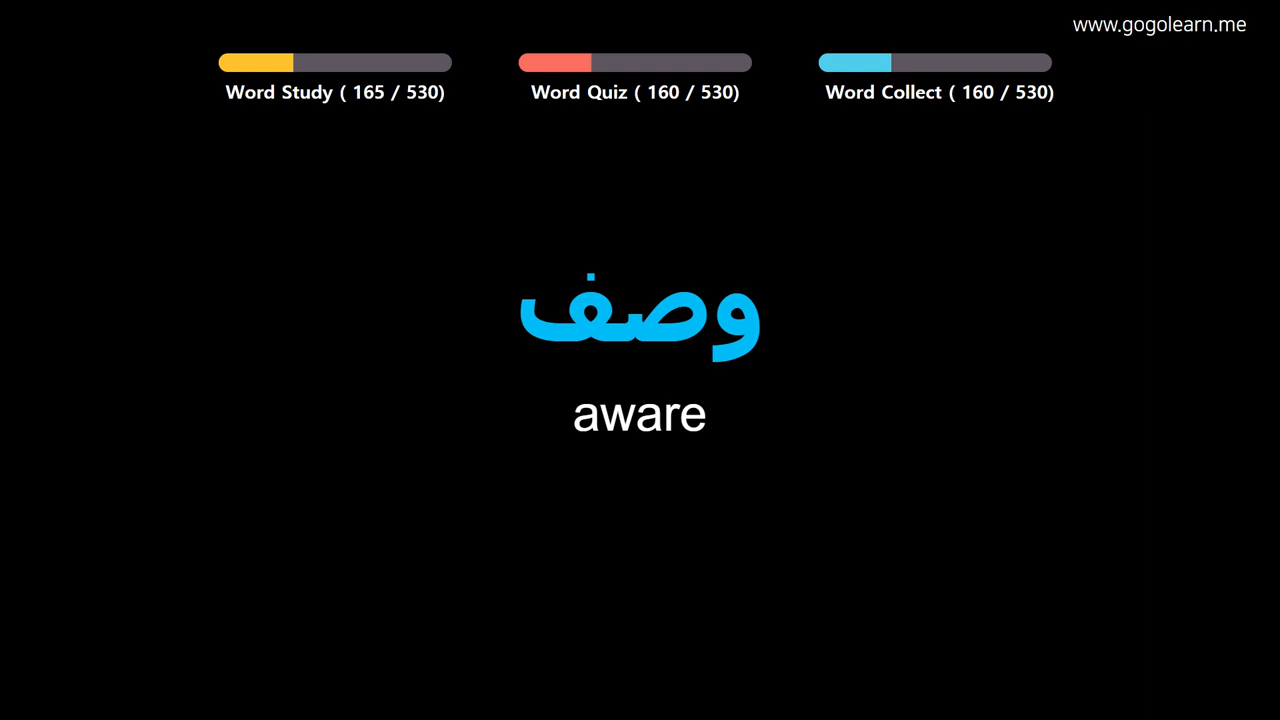 www.gogolearn.me
Word Study ( 165 / 530)
Word Quiz ( 160 / 530)
Word Collect ( 160 / 530)
وصف
aware